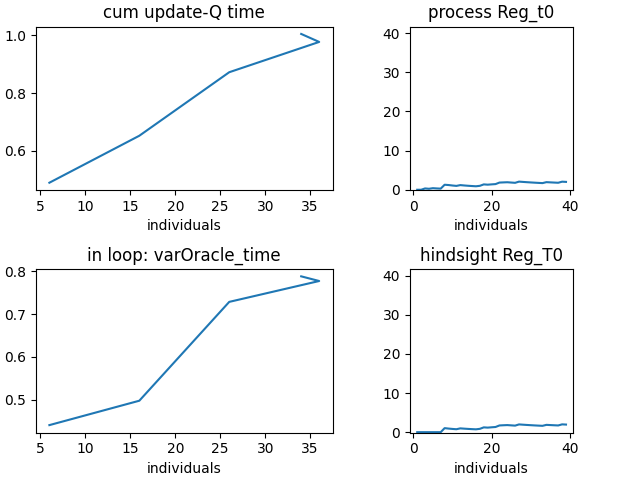 cum update-Q time
1.0
0.8
0.6
5 10 15 20 25 30 35
individuals
process Reg_t0
40
30
20
10
0
0 20 40
individuals
in loop: varOracle_time
0.8
0.7
0.6
0.5
5 10 15 20 25 30 35
individuals
hindsight Reg_T0
40
30
20
10
0
0 20 40
individuals